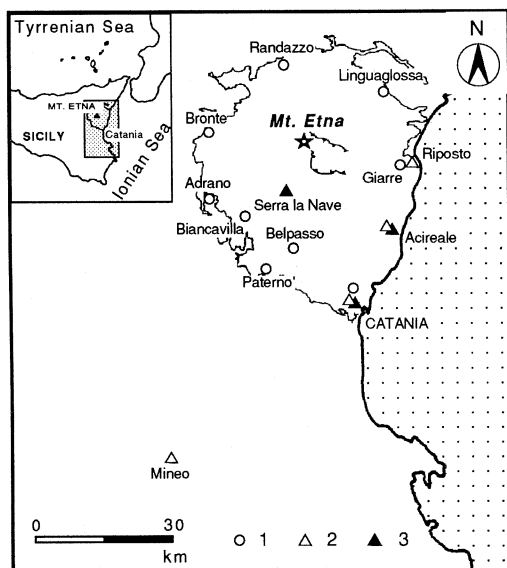 Tyrrenian Sea
MT. ETNA
SICILY
Catania
Ionian Sea
N
Randazzo
Linguaglossa
Bronte
Mt. Etna
Riposto
Giarre
Adrano
Serra la Nave
Biancavilla
Belpasso
Acireale
Paterno'
CATANIA
Mineo
0 30
km
1 2 3